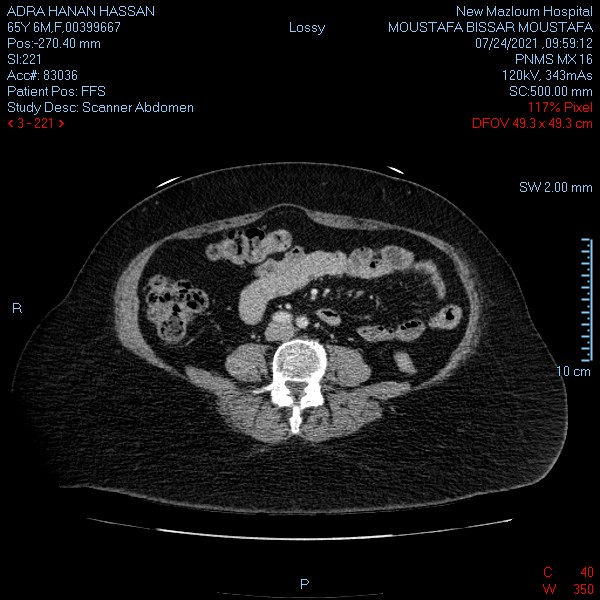 ADRA HANAN HASSAN
65Y 6M,F,00399667
Pos:-270.40 mm
SI:221
Acc#: 83036
Patient Pos: FFS
Study Desc: Scanner Abdomen
< 3 - 221 >
Lossy
New Mazloum Hospital
MOUSTAFA BISSAR MOUSTAFA
07/24/2021 ,09:59:12
PNMS MX 16
120kV, 343mAs
SC:500.00 mm
117% Pixel
DFOV 49.3 x 49.3 cm
SW 2.00 mm
R
10 cm
P
C 40
W 350